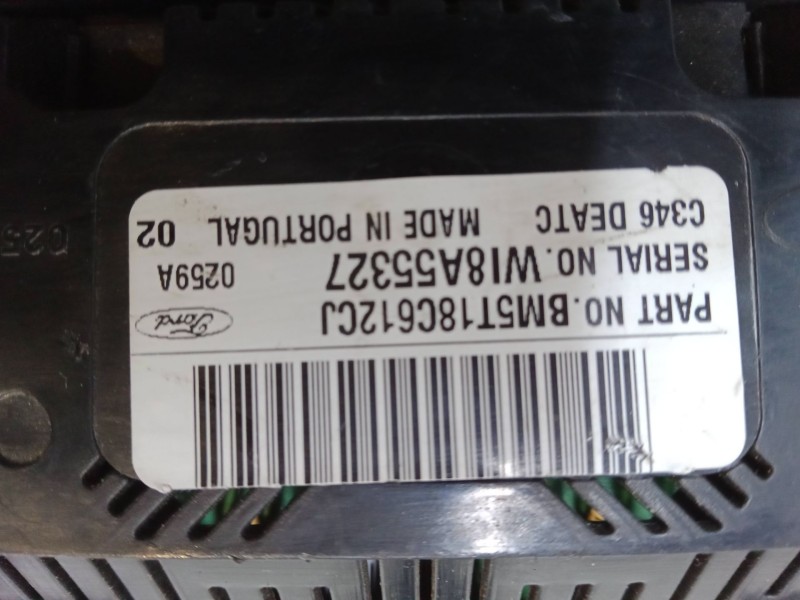 Ford
PART NO.BM5T18C612CJ
SERIAL NO.WI8A55327 0259A
C346 DEATC MADE IN PORTUGAL 02